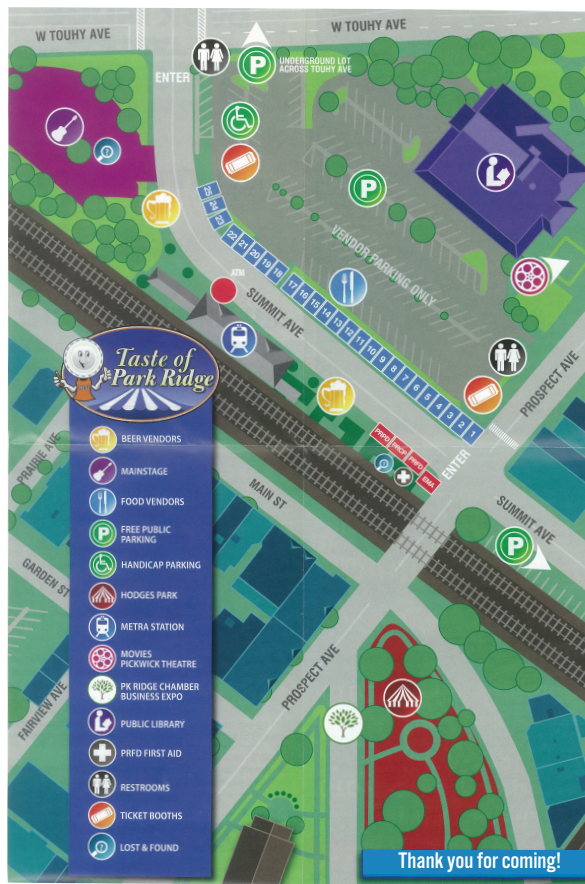 W TOUHY AVE
W TOUHY AVE
P
UNDERGROUND LOT
ACROSS TOUHY AVE
ENTER
P
25
24
23
22
21
20
19
18
17
16
15
14
13
12
11
10
9
8
7
6
5
4
3
2
1
VENDOR PARKING ONLY
ATM
SUMMIT AVE
PROSPECT AVE
PRFD
PRFD
EMA
ENTER
SUMMIT AVE
P
MAIN ST
PRAIRIE AVE
GARDEN ST
FAIRVIEW AVE
PROSPECT AVE
Taste of
Park Ridge
BEER VENDORS
MAINSTAGE
FOOD VENDORS
P
FREE PUBLIC
PARKING
HANDICAP PARKING
HODGES PARK
METRA STATION
MOVIES
PICKWICK THEATRE
PK RIDGE CHAMBER
BUSINESS EXPO
PUBLIC LIBRARY
PRFD FIRST AID
RESTROOMS
TICKET BOOTHS
?
LOST & FOUND
Thank you for coming!